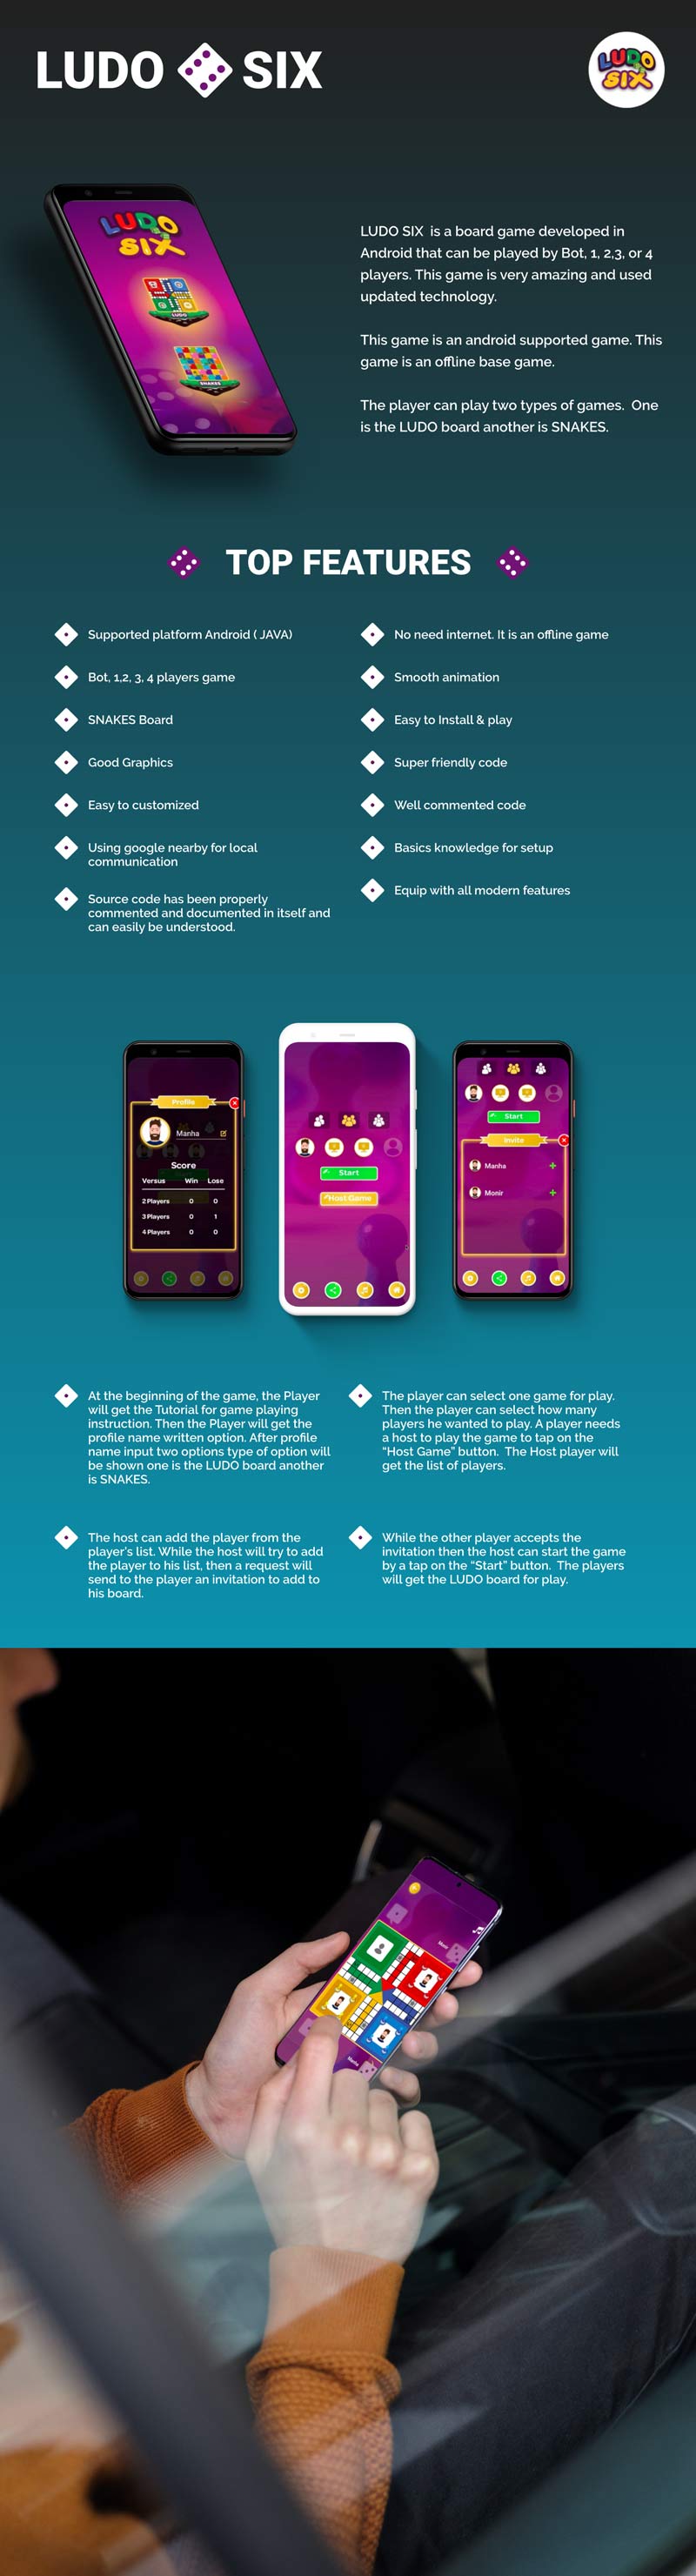 LUDO SIX
LUDO
SIX
LUDO
SIX
LUDO
SNAKES
LUDO SIX is a board game developed in
Android that can be played by Bot, 1, 2,3, or 4
players. This game is very amazing and used
updated technology.
This game is an android supported game. This
game is an offline base game.
The player can play two types of games. One
is the LUDO board another is SNAKES.
TOP FEATURES
Supported platform Android ( JAVA)
Bot, 1,2, 3, 4 players game
SNAKES Board
Good Graphics
Easy to customized
Using google nearby for local
communication
Source code has been properly
commented and documented in itself and
can easily be understood.
No need internet. It is an offline game
Smooth animation
Easy to Install & play
Super friendly code
Well commented code
Basics knowledge for setup
Equip with all modern features
Profile
Manha
Score
Versus Win Lose
2 Players 0 0
3 Players 0 1
4 Players 0 0
Start
Host Game
Start
Invite
Manha
Monir
At the beginning of the game, the Player
will get the Tutorial for game playing
instruction. Then the Player will get the
profile name written option. After profile
name input two options type of option will
be shown one is the LUDO board another
is SNAKES.
The player can select one game for play.
Then the player can select how many
players he wanted to play. A player needs
a host to play the game to tap on the
“Host Game” button. The Host player will
get the list of players.
The host can add the player from the
player's list. While the host will try to add
the player to his list, then a request will
send to the player an invitation to add to
his board.
While the other player accepts the
invitation then the host can start the game
by a tap on the “Start” button. The players
will get the LUDO board for play.